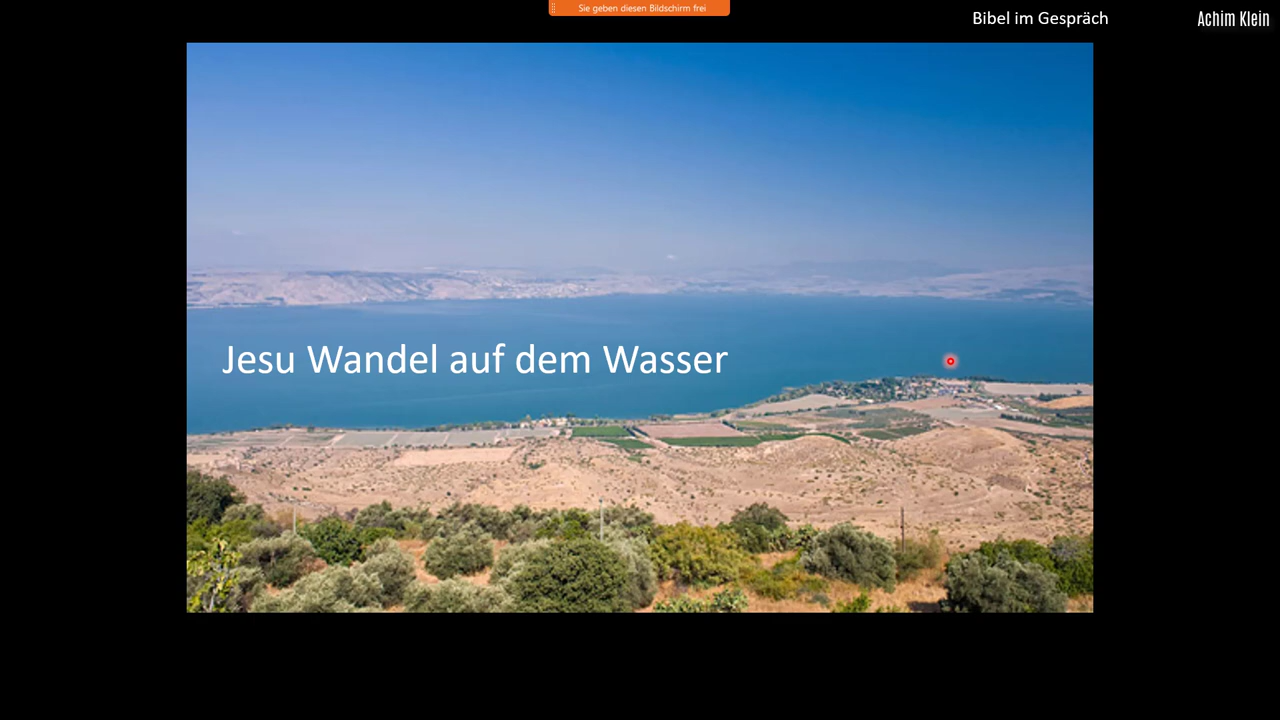 Sie geben diesen Bildschirm frei
Bibel im Gespräch
Achim Klein
Jesu Wandel auf dem Wasser